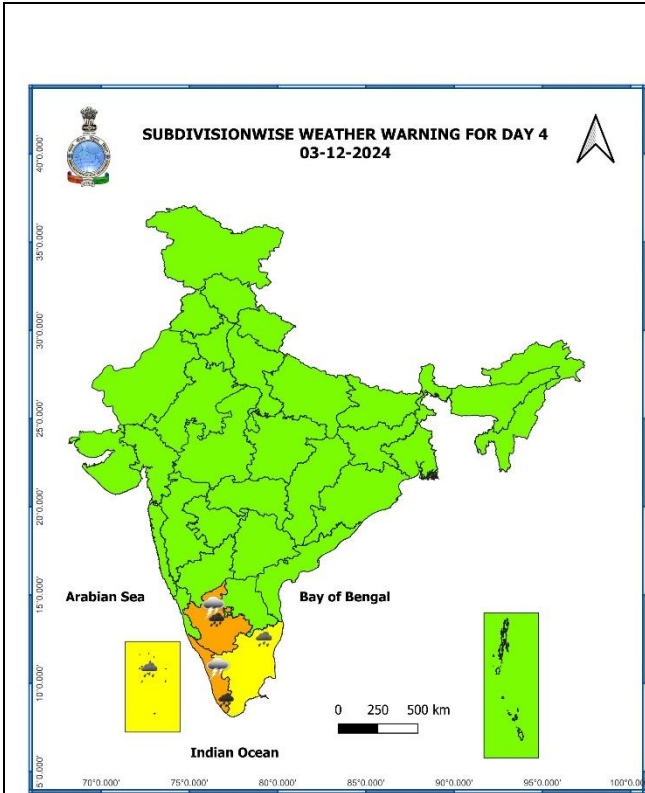 SUBDIVISIONWISE WEATHER WARNING FOR DAY 4
03-12-2024
40°0.000'
35°0.000'
30°0.000'
25°0.000'
20°0.000'
15°0.000'
10°0.000'
5°0.000'
Arabian Sea
Bay of Bengal
0 250 500 km
Indian Ocean
70°0.000' 75°0.000' 80°0.000' 85°0.000' 90°0.000' 95°0.000' 100°0.0